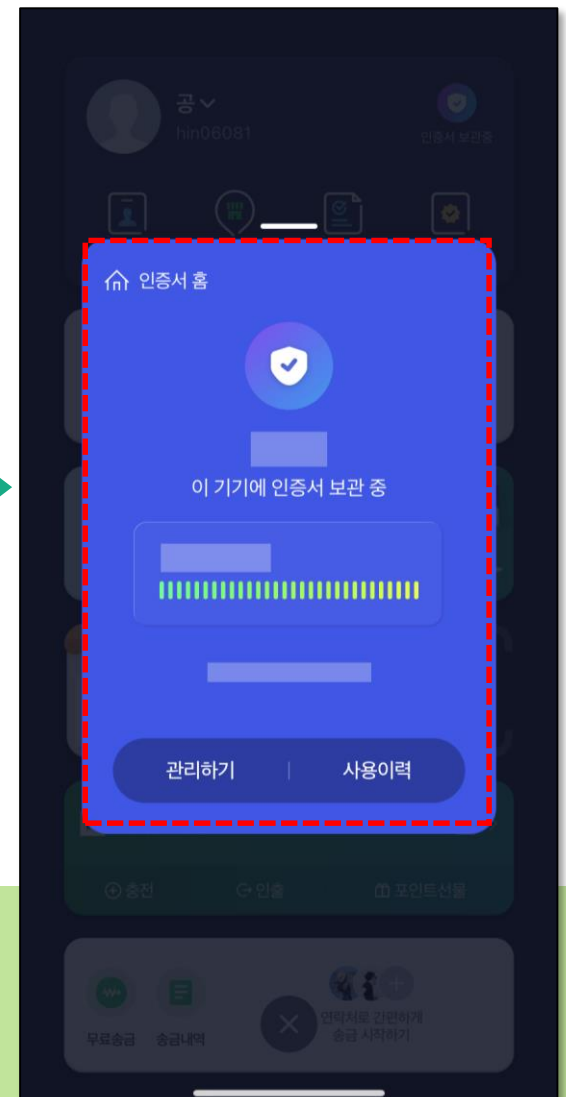 공
hin06081
인증서 보관중
인증서 홈
이 기기에 인증서 보관 중
관리하기
사용이력
충전
인출
포인트선물
무료송금
송금내역
연락처로 간편하게
송금 시작하기